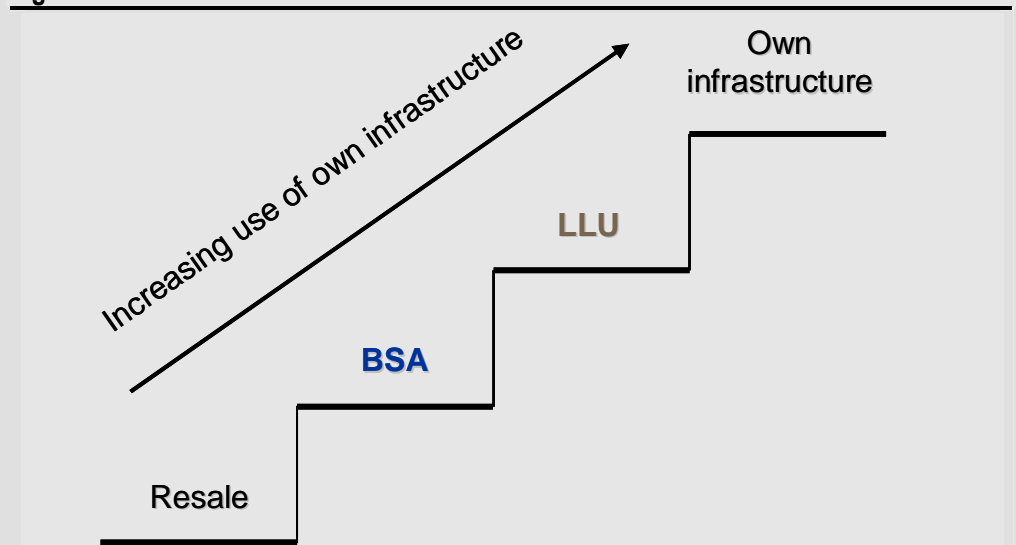 Own
infrastructure
Increasing use of own infrastructure
LLU
BSA
Resale